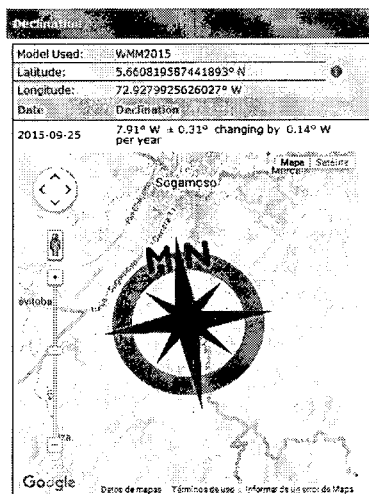 Declination
Model Used: WMM2015
Latitude: 5.660819587441893° N
Longitude: 72.9279925626027° W
Date Declination
2015-09-25 7.91° W ± 0.31° changing by 0.14° W
per year
Mapa Satélite
Sogamoso
MN
Google
Datos de mapas Términos de uso Informar de un error de Maps